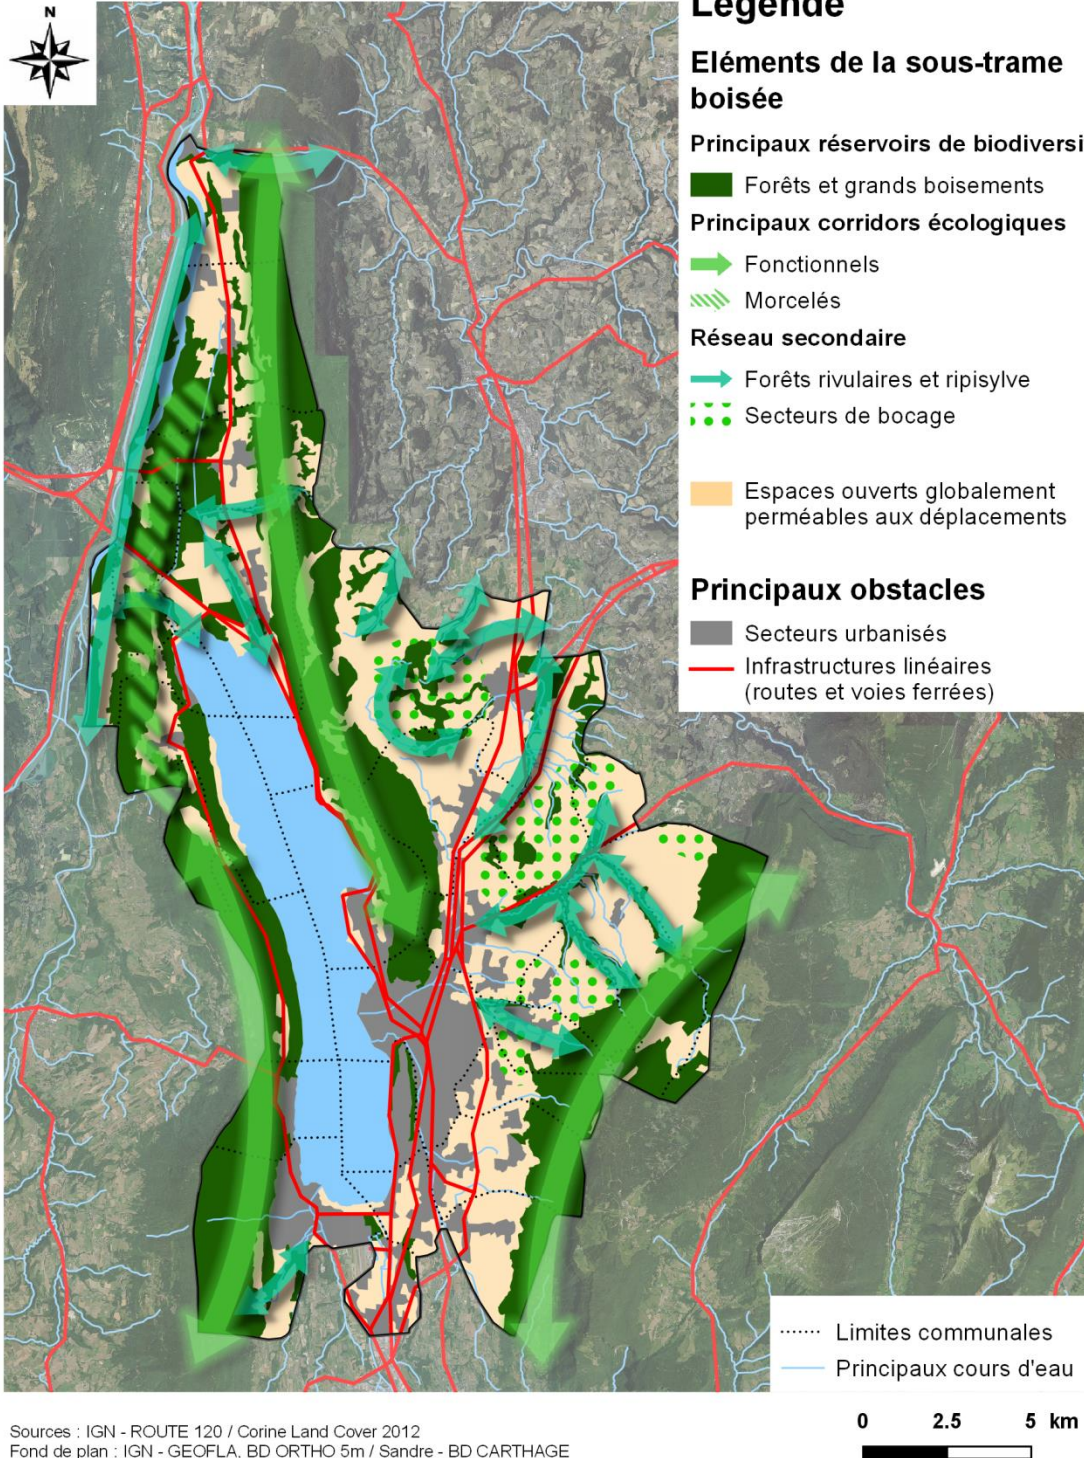 N
Légende
Eléments de la sous-trame
boisée
Principaux réservoirs de biodiversi
Forêts et grands boisements
Principaux corridors écologiques
Fonctionnels
Morcelés
Réseau secondaire
Forêts rivulaires et ripisylve
Secteurs de bocage
Espaces ouverts globalement
perméables aux déplacements
Principaux obstacles
Secteurs urbanisés
Infrastructures linéaires
(routes et voies ferrées)
Limites communales
Principaux cours d'eau
0 2.5 5 km
Sources : IGN - ROUTE 120 / Corine Land Cover 2012
Fond de plan : IGN - GEOFLA, BD ORTHO 5m / Sandre - BD CARTHAGE